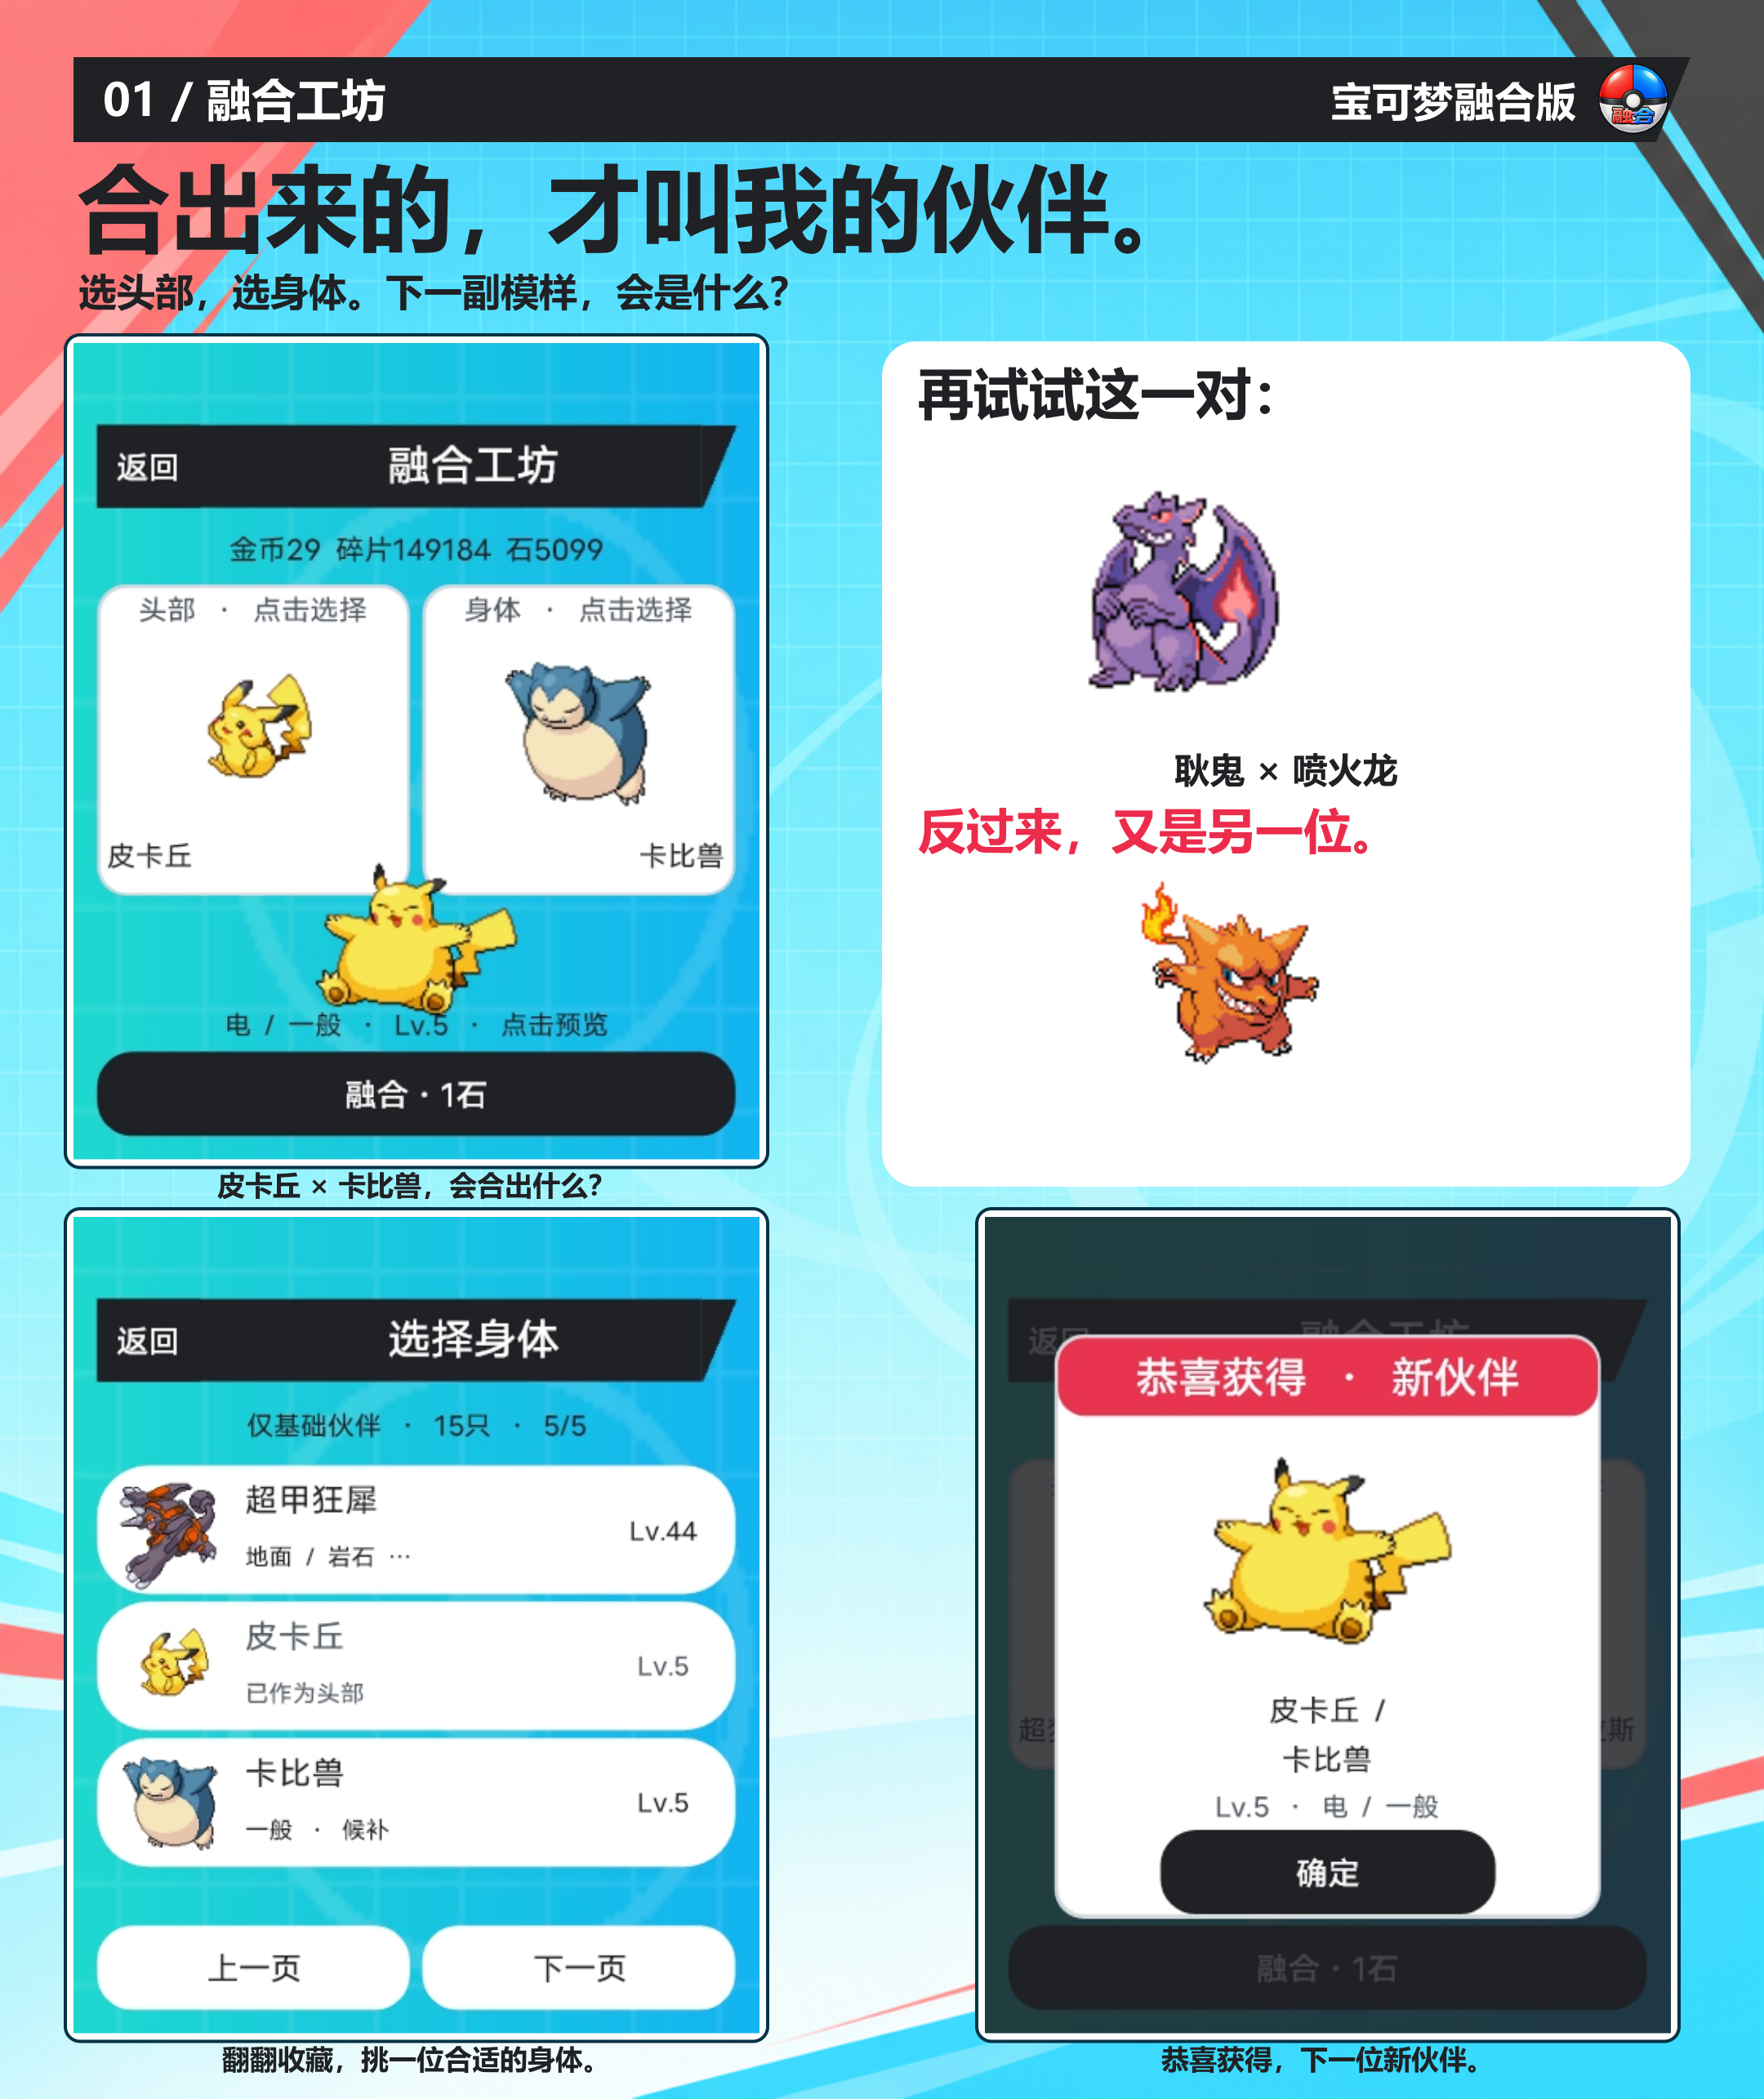 01 / 融合工坊
宝可梦融合版
融合
合出来的，才叫我的伙伴。
选头部，选身体。下一副模样，会是什么？
返回
融合工坊
金币29 碎片149184 石5099
头部 · 点击选择
身体 · 点击选择
皮卡丘
卡比兽
电 / 一般 · Lv.5 · 点击预览
融合 · 1石
皮卡丘 × 卡比兽，会合出什么？
再试试这一对：
耿鬼 × 喷火龙
反过来，又是另一位。
返回
选择身体
仅基础伙伴 · 15只 · 5/5
超甲狂犀
地面 / 岩石 …
Lv.44
皮卡丘
已作为头部
Lv.5
卡比兽
一般 · 候补
Lv.5
上一页
下一页
翻翻收藏，挑一位合适的身体。
返回
融合工坊
恭喜获得 · 新伙伴
超
斯
皮卡丘 /
卡比兽
Lv.5 · 电 / 一般
确定
融合 · 1石
恭喜获得，下一位新伙伴。